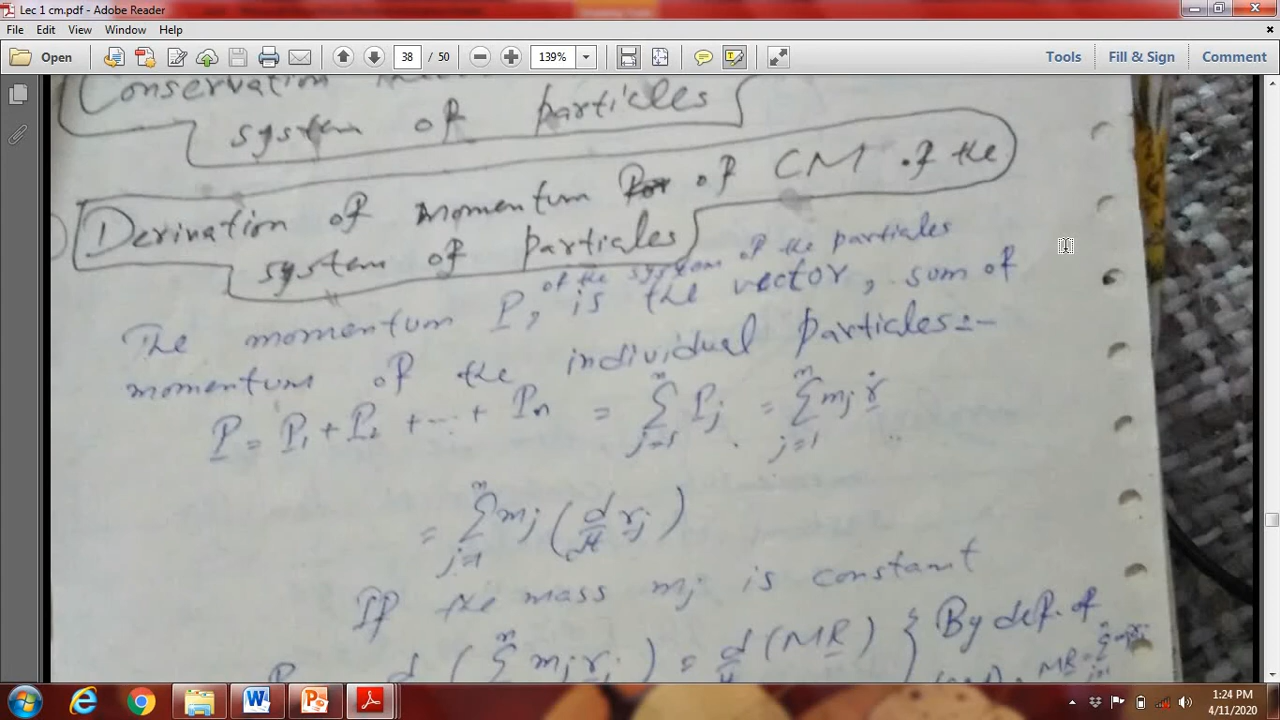 Lec 1 cm.pdf - Adobe Reader
File Edit View Window Help
Open 38 / 50 139% Tools Fill & Sign Comment
Conservation
system of particles
Derivation of momentum of CM of the
system of particles
of the system of the particles
The momentum P, is the vector, sum of
momentum of the individual particles:-
P = P₁ + P₂ + --- + Pₙ = Σⁿⱼ₌₁ Pⱼ = Σⁿⱼ₌₁ mⱼ ṙ
= Σⁿⱼ₌₁ mⱼ (d/dt rⱼ)
If the mass mⱼ is constant
d (Σⁿ mⱼ rⱼ) = d (MR) } By def. of
1:24 PM
4/11/2020